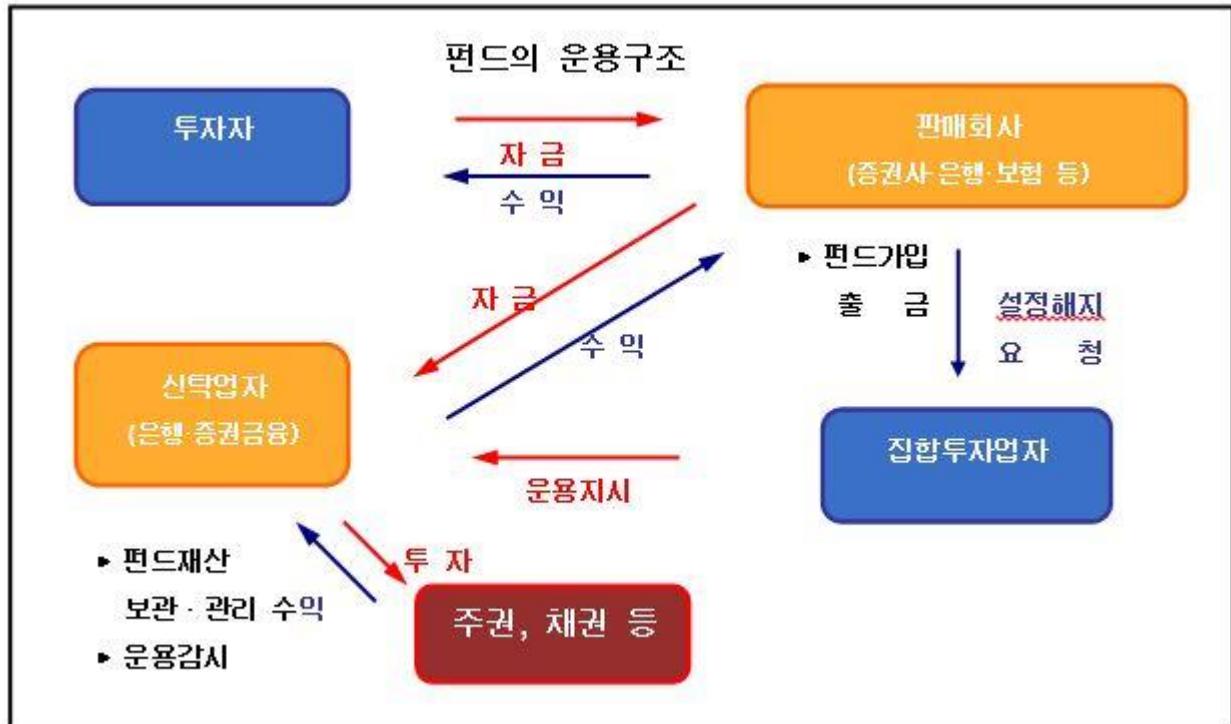 펀드의 운용구조
투자자
판매회사
(증권사·은행·보험 등)
자 금
수 익
▸ 펀드가입
출 금
설정해지
요 청
자 금
수 익
신탁업자
(은행·증권금융)
집합투자업자
운용지시
▸ 펀드재산
보관·관리 수익
▸ 운용감시
투 자
주권, 채권 등